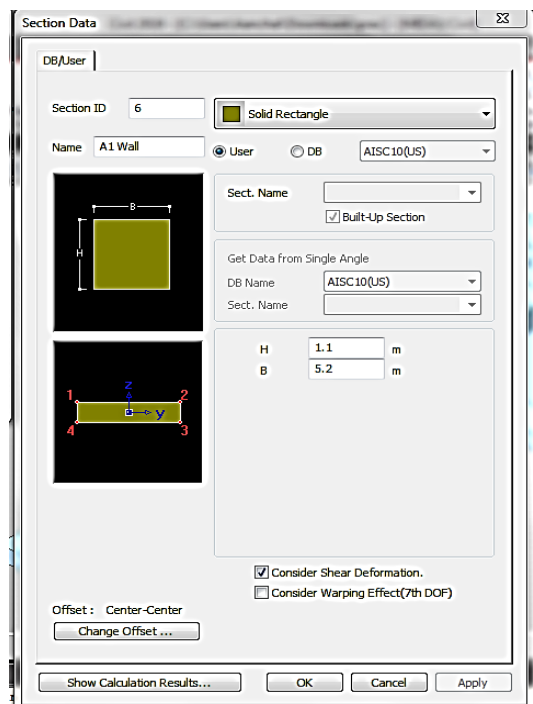 Section Data
DB/User
Section ID 6 Solid Rectangle
Name A1 Wall User DB AISC10(US)
Sect. Name
Built-Up Section
B
H
Get Data from Single Angle
DB Name AISC10(US)
Sect. Name
H 1.1 m
B 5.2 m
z
1 2
y
4 3
Consider Shear Deformation.
Consider Warping Effect(7th DOF)
Offset : Center-Center
Change Offset ...
Show Calculation Results... OK Cancel Apply